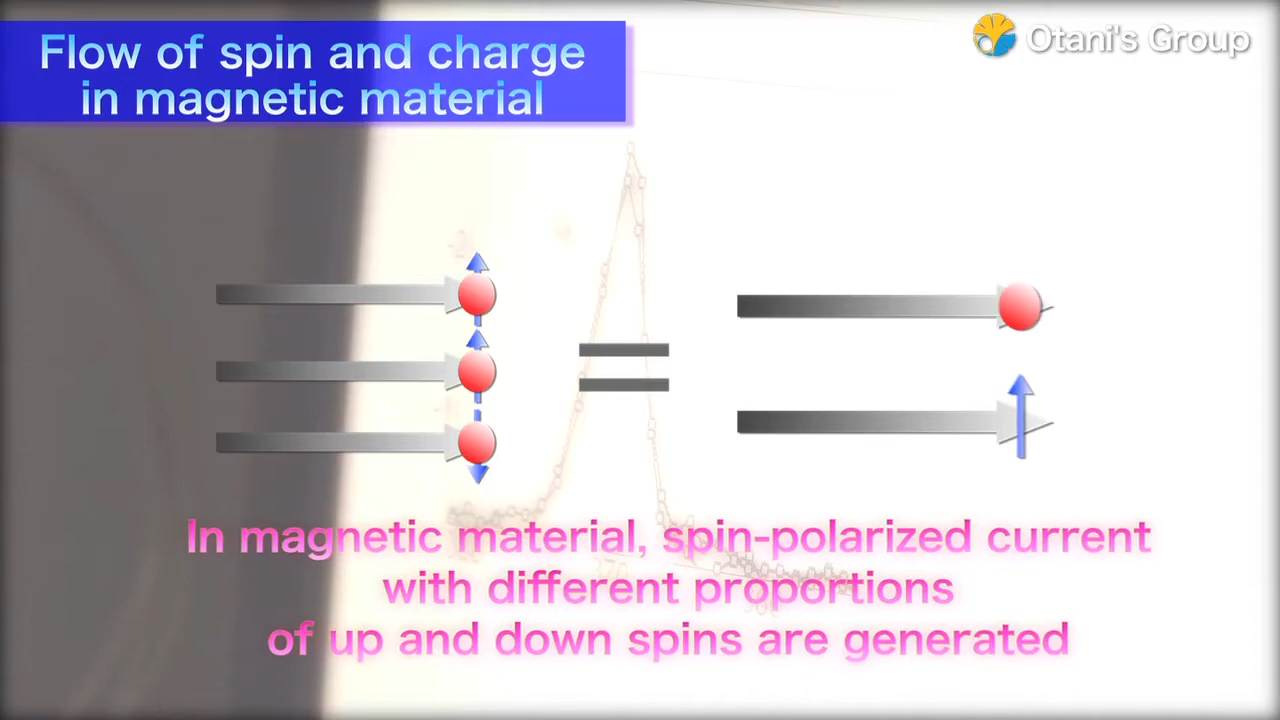 Flow of spin and charge
in magnetic material
Otani's Group
In magnetic material, spin-polarized current
with different proportions
of up and down spins are generated